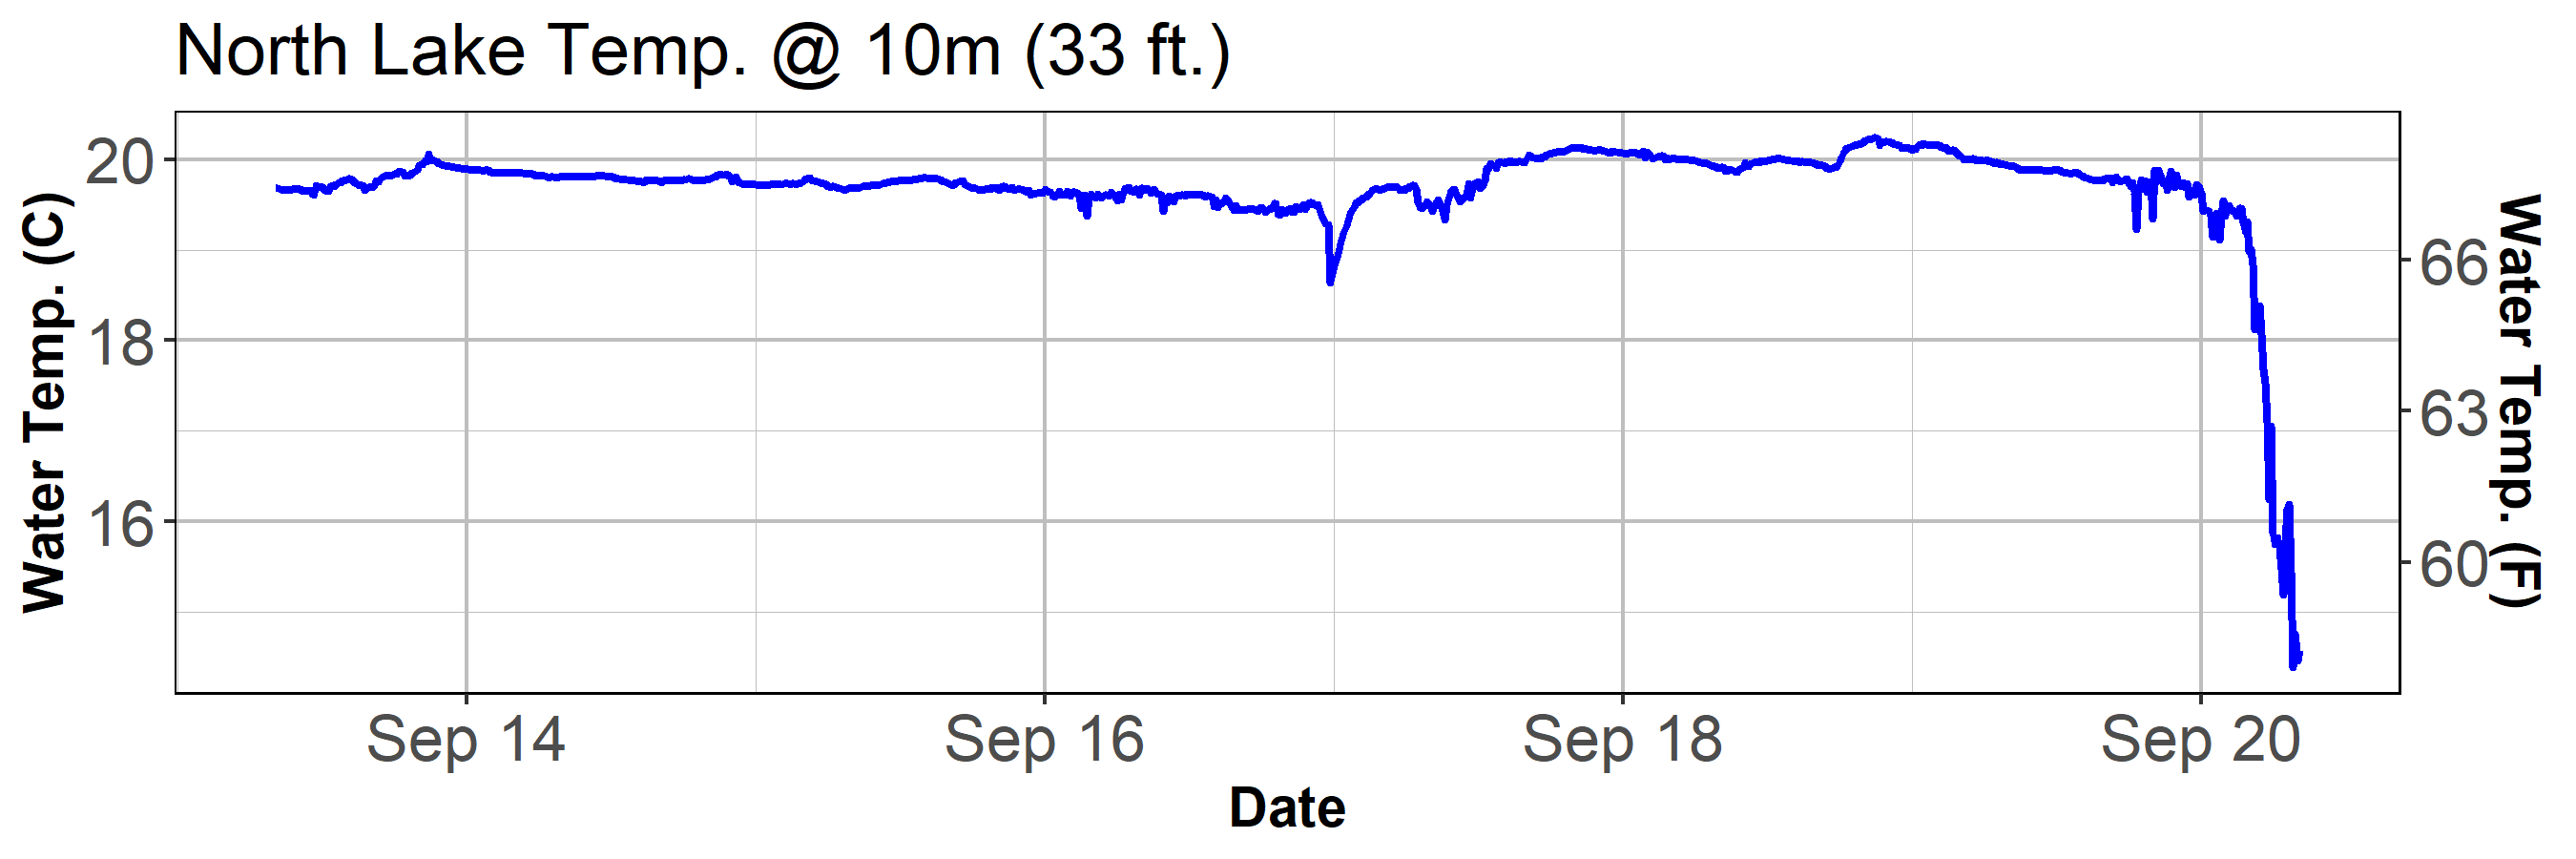 North Lake Temp. @ 10m (33 ft.)
Water Temp. (C)
20
18
16
66
63
60
Water Temp. (F)
Sep 14
Sep 16
Sep 18
Sep 20
Date